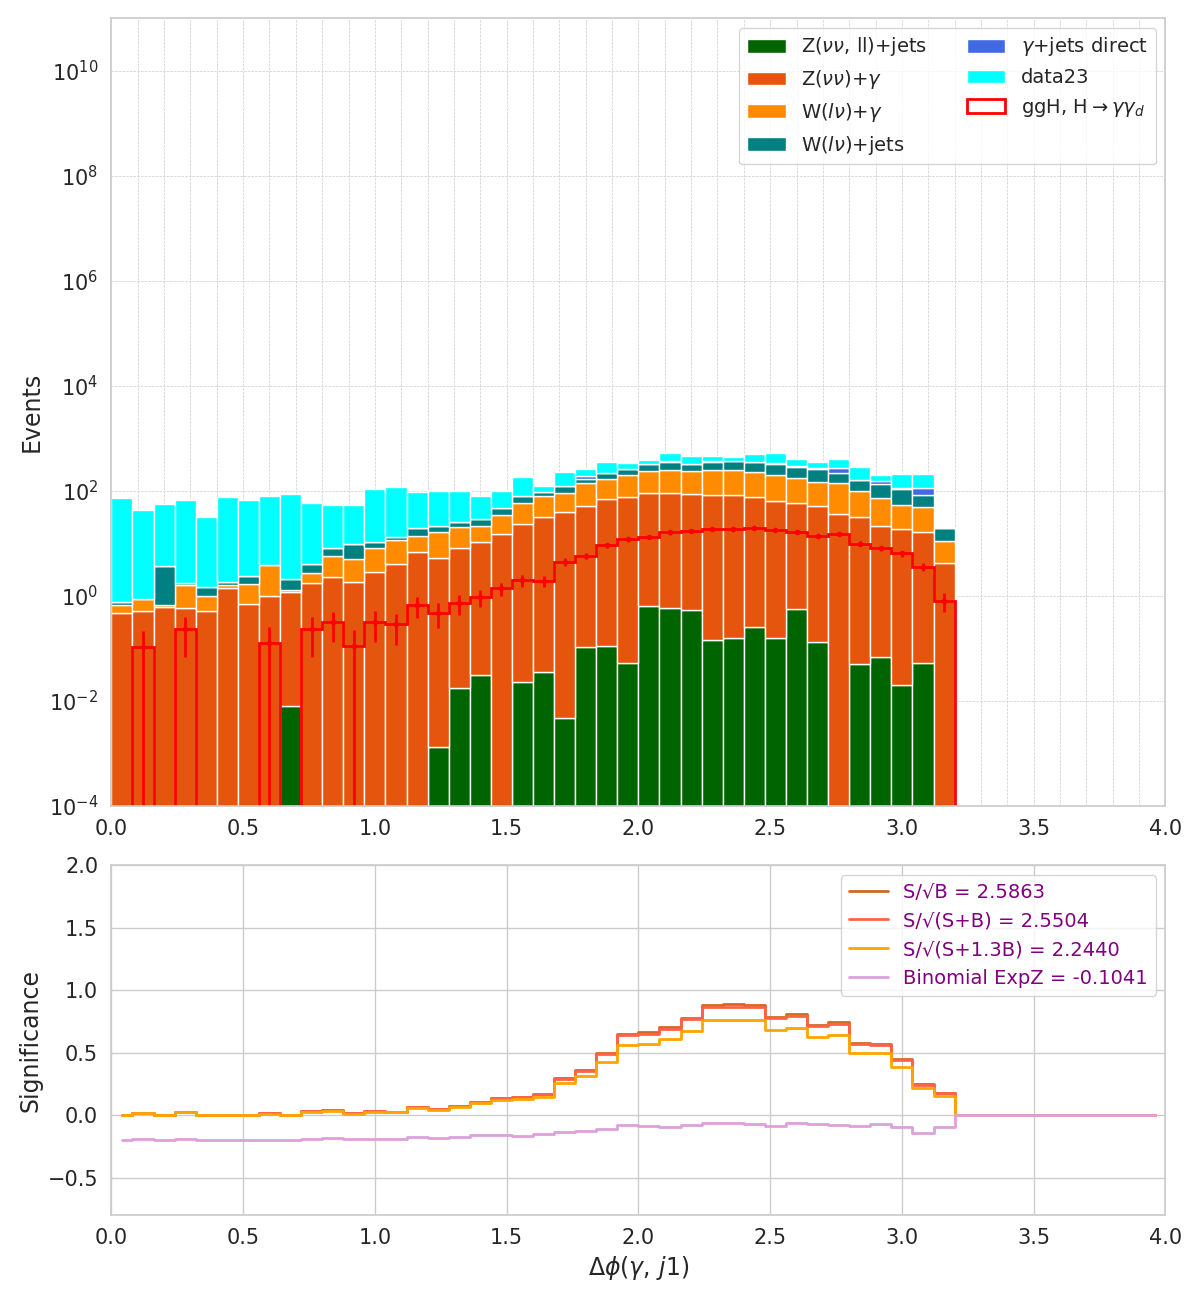 Events
10^10
10^8
10^6
10^4
10^2
10^0
10^−2
10^−4
Z(νν, ll)+jets
Z(νν)+γ
W(lν)+γ
W(lν)+jets
γ+jets direct
data23
ggH, H→γγ_d
0.0 0.5 1.0 1.5 2.0 2.5 3.0 3.5 4.0
Significance
2.0
1.5
1.0
0.5
0.0
−0.5
S/√B = 2.5863
S/√(S+B) = 2.5504
S/√(S+1.3B) = 2.2440
Binomial ExpZ = -0.1041
0.0 0.5 1.0 1.5 2.0 2.5 3.0 3.5 4.0
Δϕ(γ, j1)